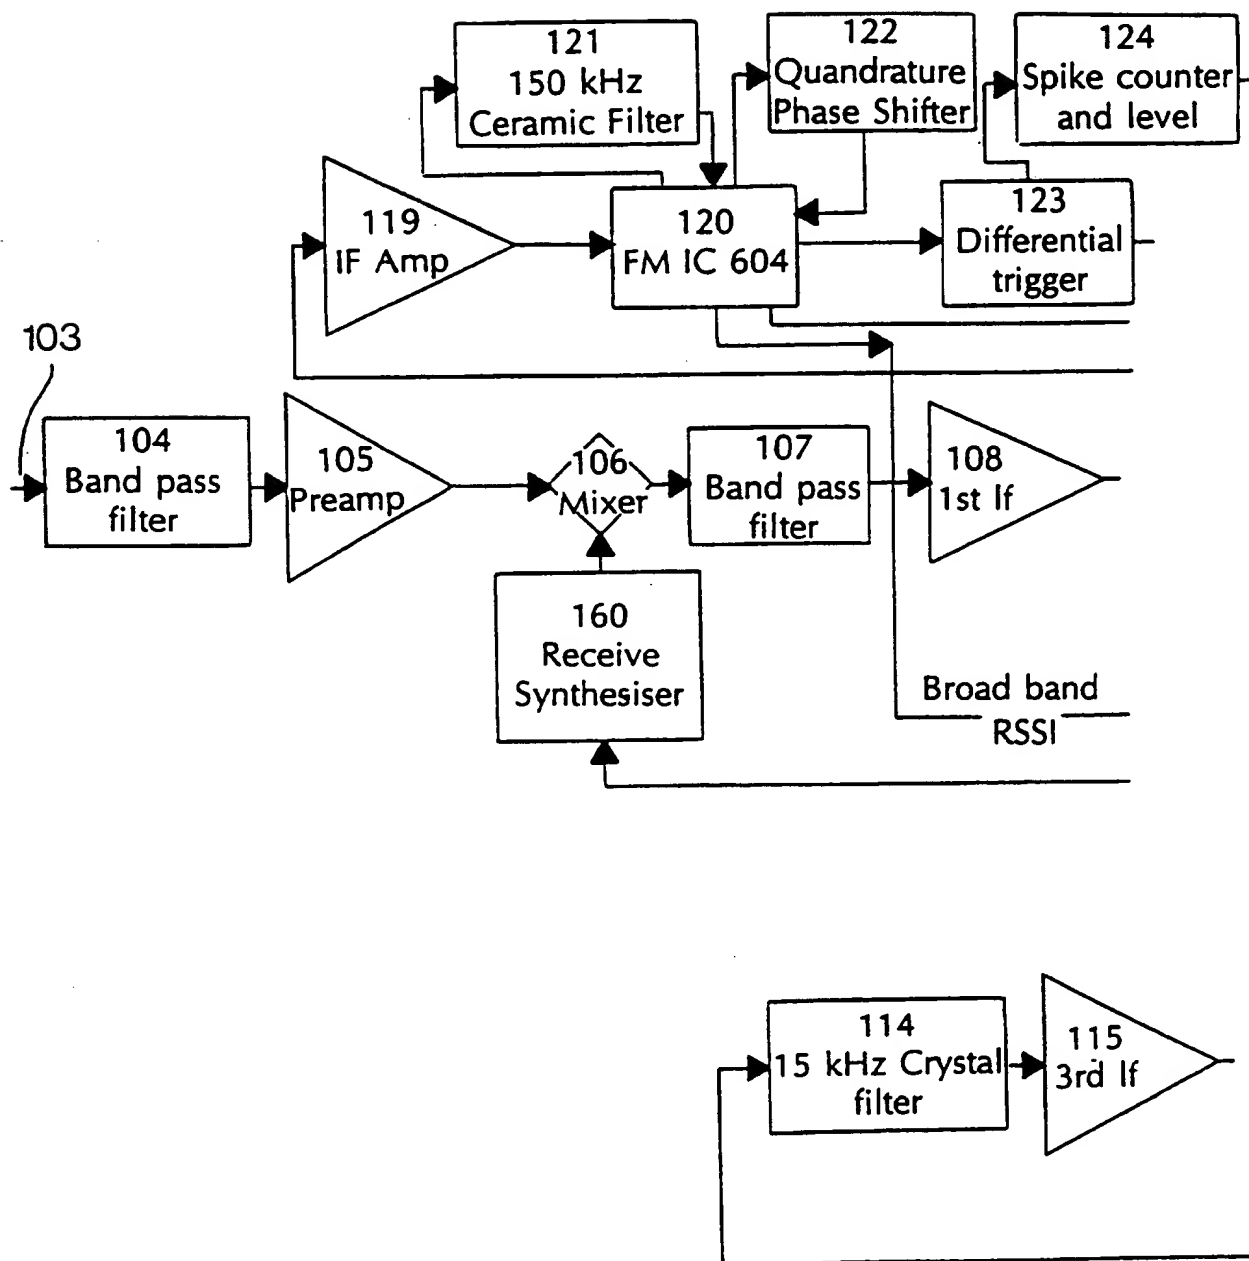 121
150 kHz
Ceramic Filter
122
Quandrature
Phase Shifter
124
Spike counter
and level
119
IF Amp
120
FM IC 604
123
Differential
trigger
103
104
Band pass
filter
105
Preamp
106
Mixer
107
Band pass
filter
108
1st If
160
Receive
Synthesiser
Broad band
RSSI
114
15 kHz Crystal
filter
115
3rd If